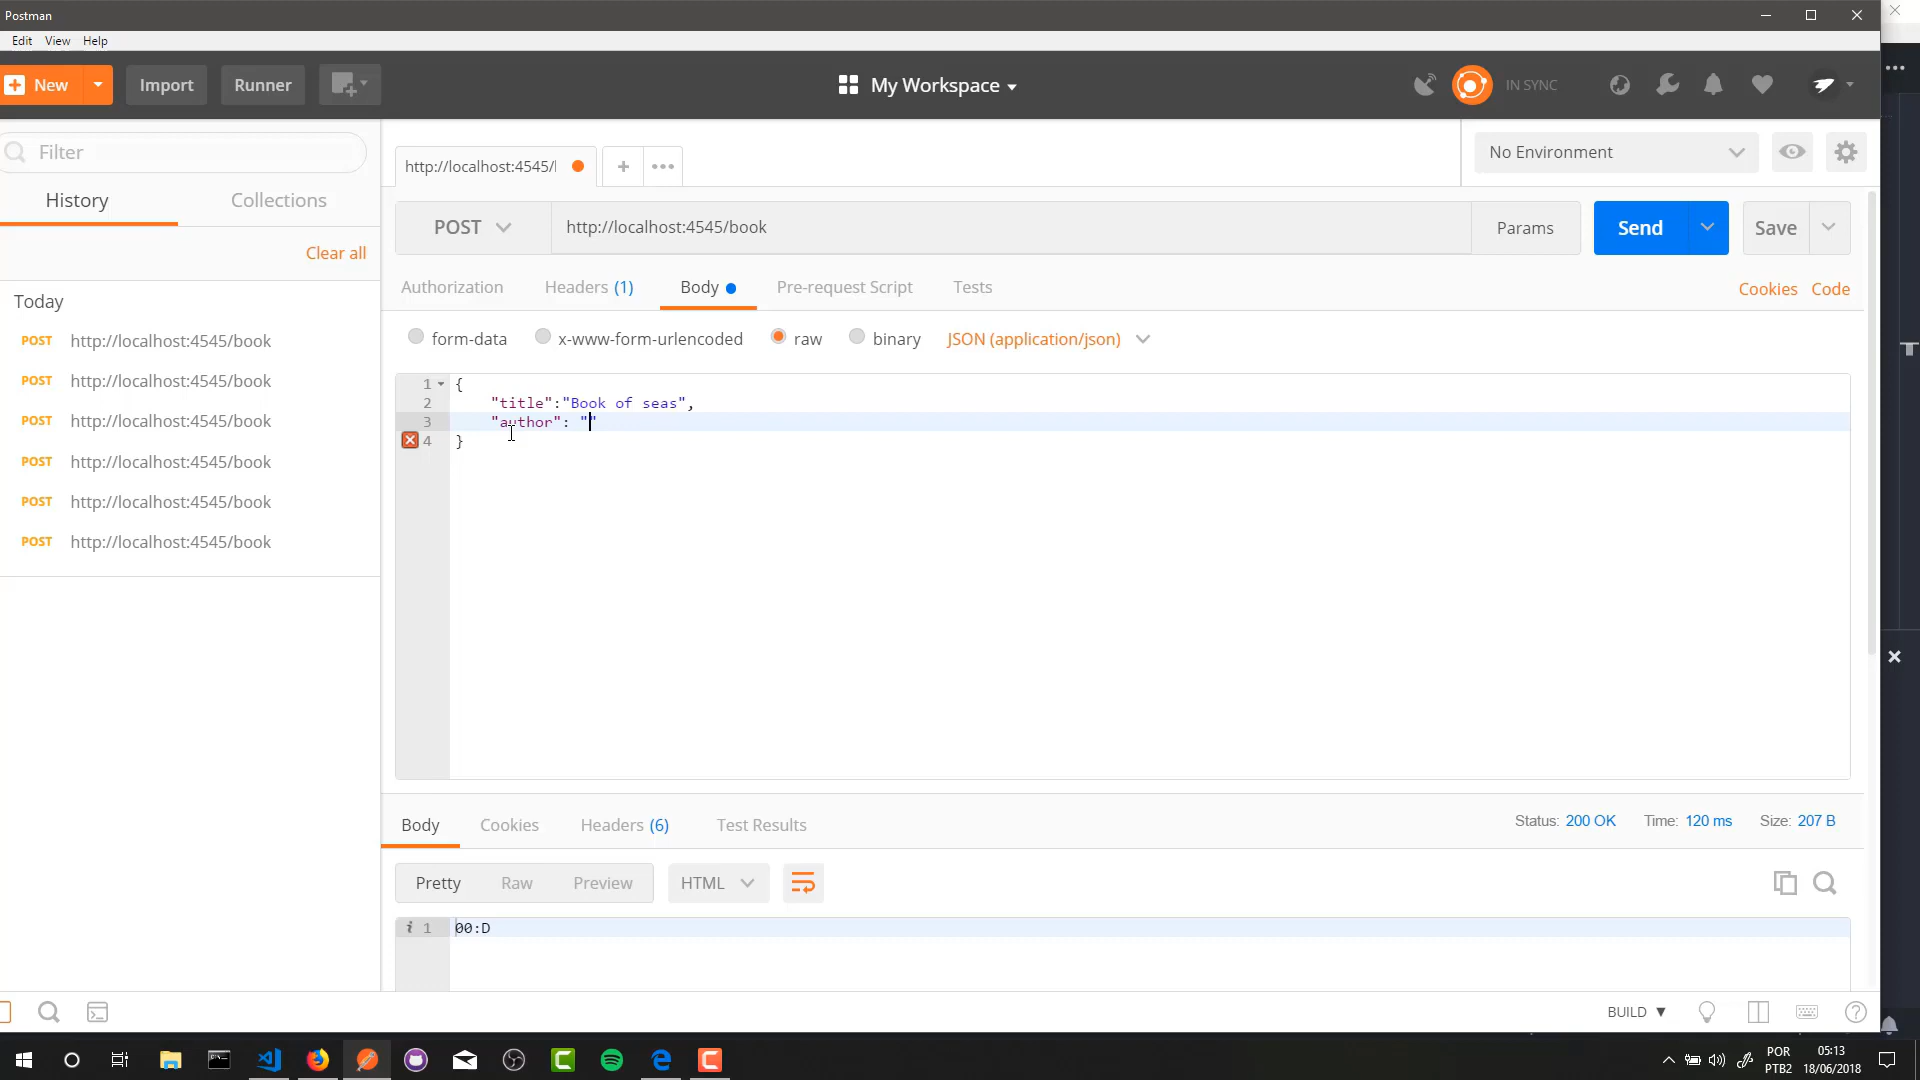 Postman
Edit View Help
New Import Runner My Workspace IN SYNC
Filter
History Collections
Clear all
Today
POST http://localhost:4545/book
POST http://localhost:4545/book
POST http://localhost:4545/book
POST http://localhost:4545/book
POST http://localhost:4545/book
POST http://localhost:4545/book
http://localhost:4545/l
No Environment
POST http://localhost:4545/book Params Send Save
Authorization Headers (1) Body Pre-request Script Tests Cookies Code
form-data x-www-form-urlencoded raw binary JSON (application/json)
1 {
2 "title":"Book of seas",
3 "author": ""
4 }
Body Cookies Headers (6) Test Results Status: 200 OK Time: 120 ms Size: 207 B
Pretty Raw Preview HTML
i 1 00:D
BUILD
POR
PTB2
05:13
18/06/2018